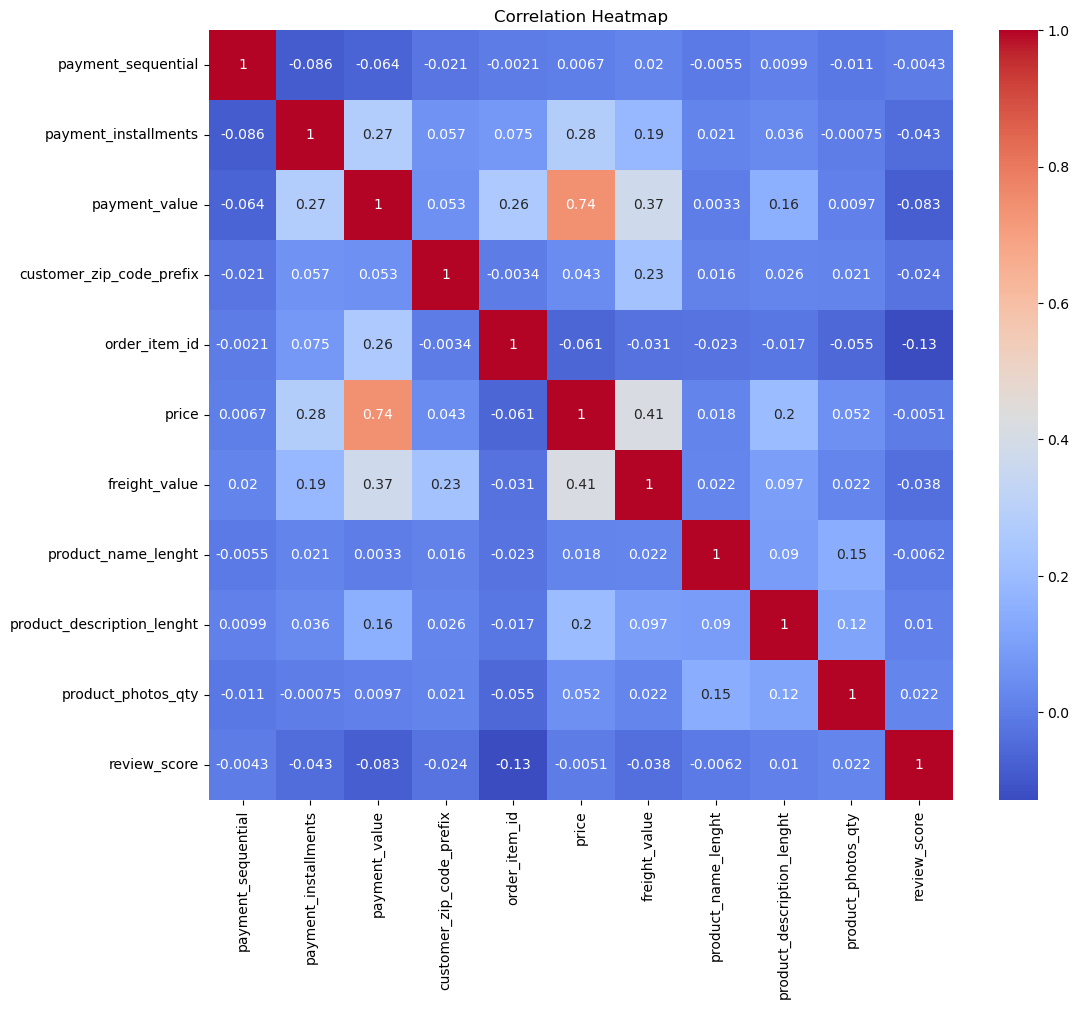 Correlation Heatmap
payment_sequential 1 -0.086 -0.064 -0.021 -0.0021 0.0067 0.02 -0.0055 0.0099 -0.011 -0.0043
payment_installments -0.086 1 0.27 0.057 0.075 0.28 0.19 0.021 0.036 -0.00075 -0.043
payment_value -0.064 0.27 1 0.053 0.26 0.74 0.37 0.0033 0.16 0.0097 -0.083
customer_zip_code_prefix -0.021 0.057 0.053 1 -0.0034 0.043 0.23 0.016 0.026 0.021 -0.024
order_item_id -0.0021 0.075 0.26 -0.0034 1 -0.061 -0.031 -0.023 -0.017 -0.055 -0.13
price 0.0067 0.28 0.74 0.043 -0.061 1 0.41 0.018 0.2 0.052 -0.0051
freight_value 0.02 0.19 0.37 0.23 -0.031 0.41 1 0.022 0.097 0.022 -0.038
product_name_lenght -0.0055 0.021 0.0033 0.016 -0.023 0.018 0.022 1 0.09 0.15 -0.0062
product_description_lenght 0.0099 0.036 0.16 0.026 -0.017 0.2 0.097 0.09 1 0.12 0.01
product_photos_qty -0.011 -0.00075 0.0097 0.021 -0.055 0.052 0.022 0.15 0.12 1 0.022
review_score -0.0043 -0.043 -0.083 -0.024 -0.13 -0.0051 -0.038 -0.0062 0.01 0.022 1
payment_sequential
payment_installments
payment_value
customer_zip_code_prefix
order_item_id
price
freight_value
product_name_lenght
product_description_lenght
product_photos_qty
review_score
1.0
0.8
0.6
0.4
0.2
0.0